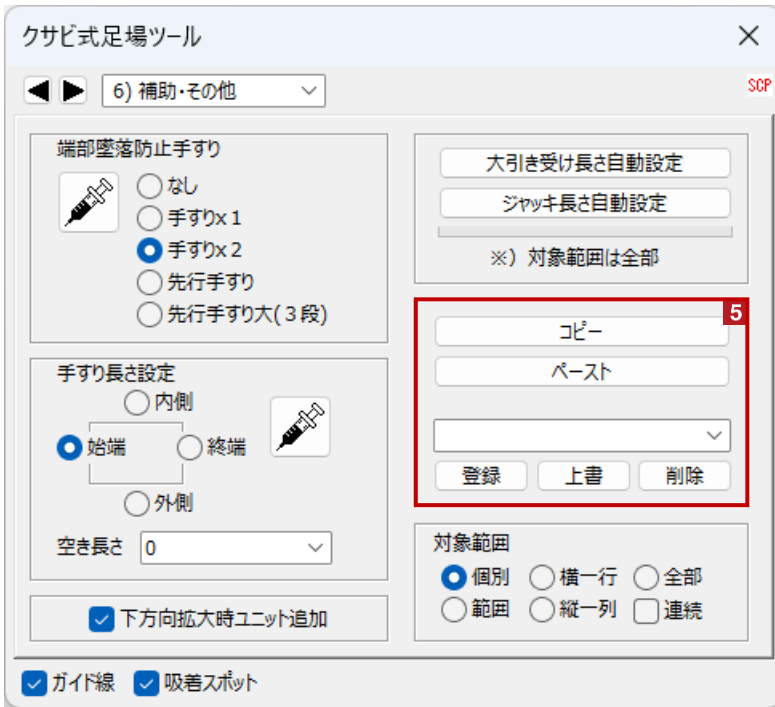 クサビ式足場ツール
6) 補助・その他
SCP
端部墜落防止手すり
なし
手すりx 1
手すりx 2
先行手すり
先行手すり大(３段)
手すり長さ設定
内側
始端
終端
外側
空き長さ 0
下方向拡大時ユニット追加
大引き受け長さ自動設定
ジャッキ長さ自動設定
※）対象範囲は全部
5
コピー
ペースト
登録 上書 削除
対象範囲
個別 横一行 全部
範囲 縦一列 連続
ガイド線 吸着スポット